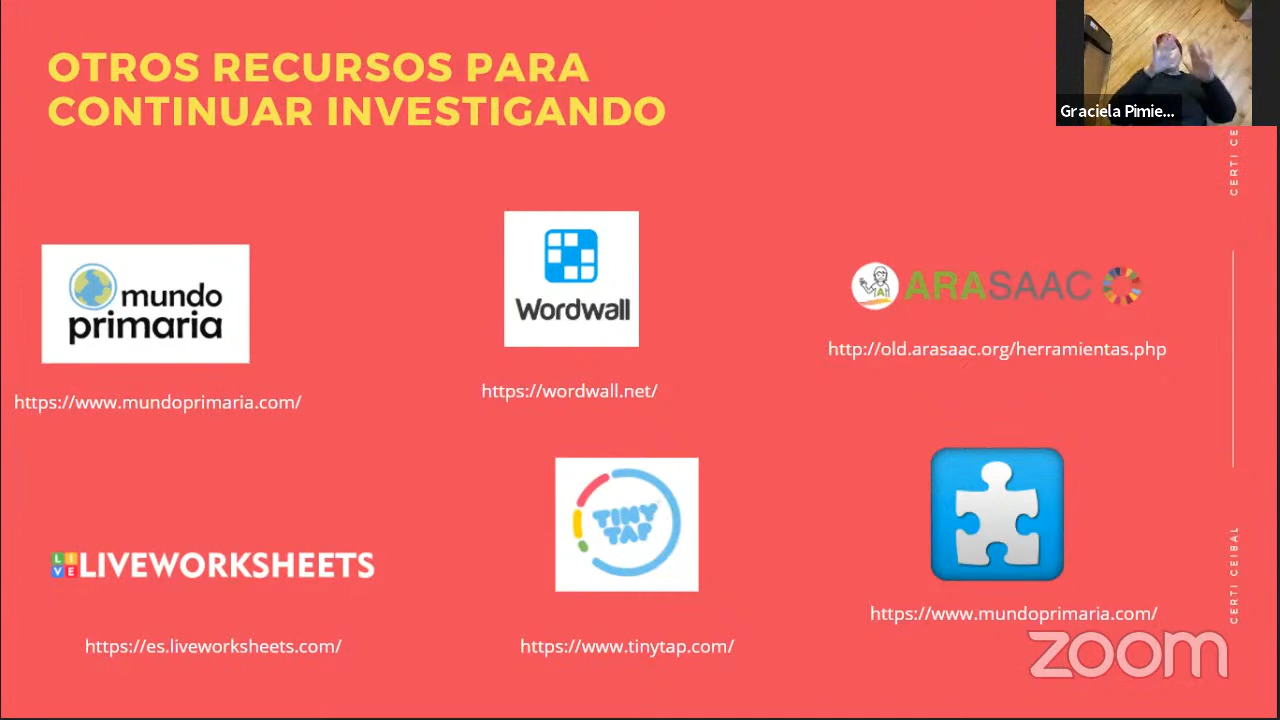 OTROS RECURSOS PARA
CONTINUAR INVESTIGANDO
Graciela Pimie...
CERTI CE
mundo
primaria
https://www.mundoprimaria.com/
Wordwall
https://wordwall.net/
ARASAAC
http://old.arasaac.org/herramientas.php
LIVE
LIVEWORKSHEETS
https://es.liveworksheets.com/
TINY
TAP
https://www.tinytap.com/
https://www.mundoprimaria.com/
CERTI CEIBAL
zoom